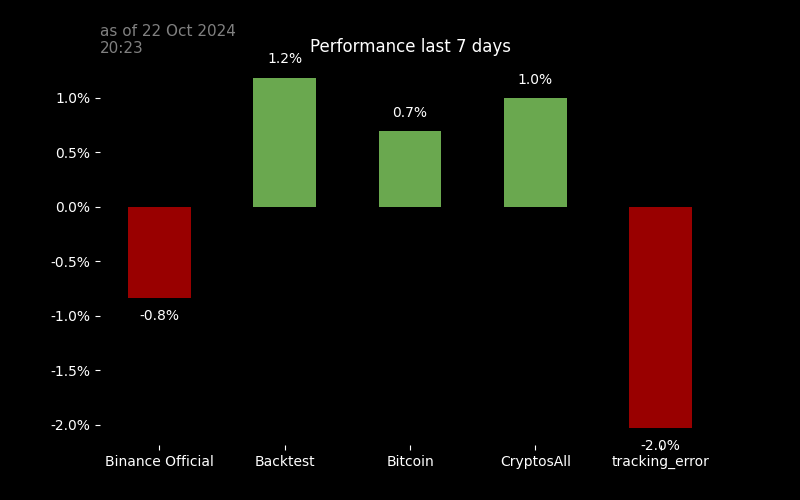 as of 22 Oct 2024
20:23
Performance last 7 days
1.2%
1.0%
0.7%
1.0%
0.5%
0.0%
-0.5%
-0.8%
-1.0%
-1.5%
-2.0%
-2.0%
Binance Official
Backtest
Bitcoin
CryptosAll
tracking_error